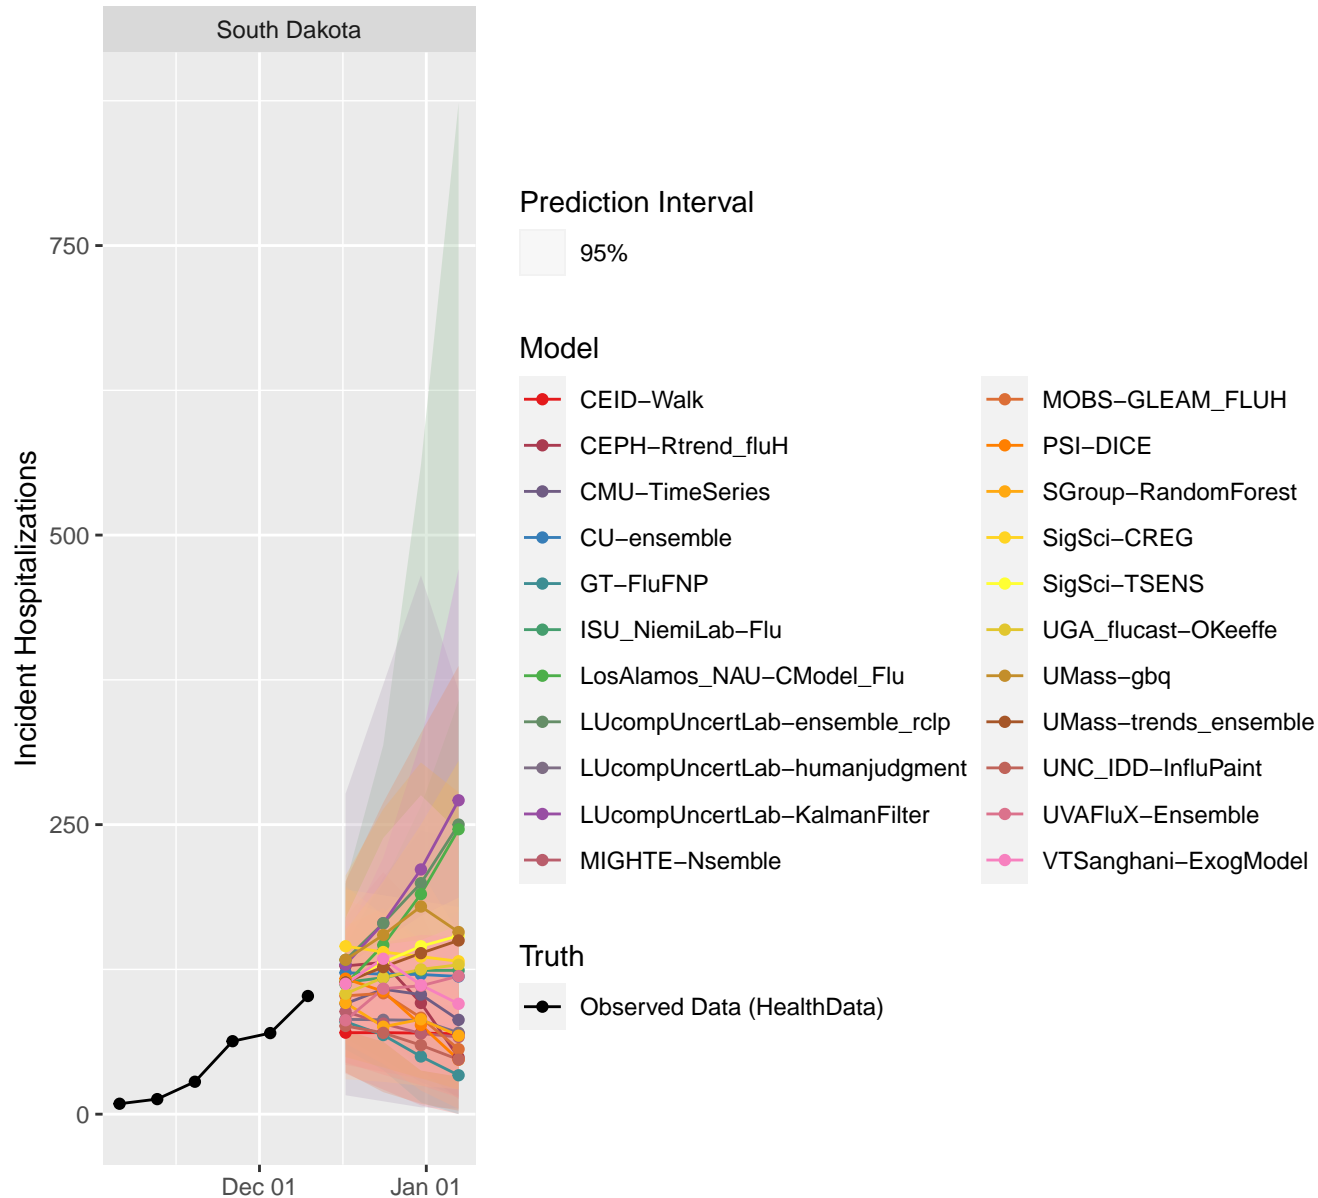 South Dakota
Incident Hospitalizations
750
500
250
0
Dec 01
Jan 01
Prediction Interval
95%
Model
CEID−Walk
CEPH−Rtrend_fluH
CMU−TimeSeries
CU−ensemble
GT−FluFNP
ISU_NiemiLab−Flu
LosAlamos_NAU−CModel_Flu
LUcompUncertLab−ensemble_rclp
LUcompUncertLab−humanjudgment
LUcompUncertLab−KalmanFilter
MIGHTE−Nsemble
MOBS−GLEAM_FLUH
PSI−DICE
SGroup−RandomForest
SigSci−CREG
SigSci−TSENS
UGA_flucast−OKeeffe
UMass−gbq
UMass−trends_ensemble
UNC_IDD−InfluPaint
UVAFluX−Ensemble
VTSanghani−ExogModel
Truth
Observed Data (HealthData)